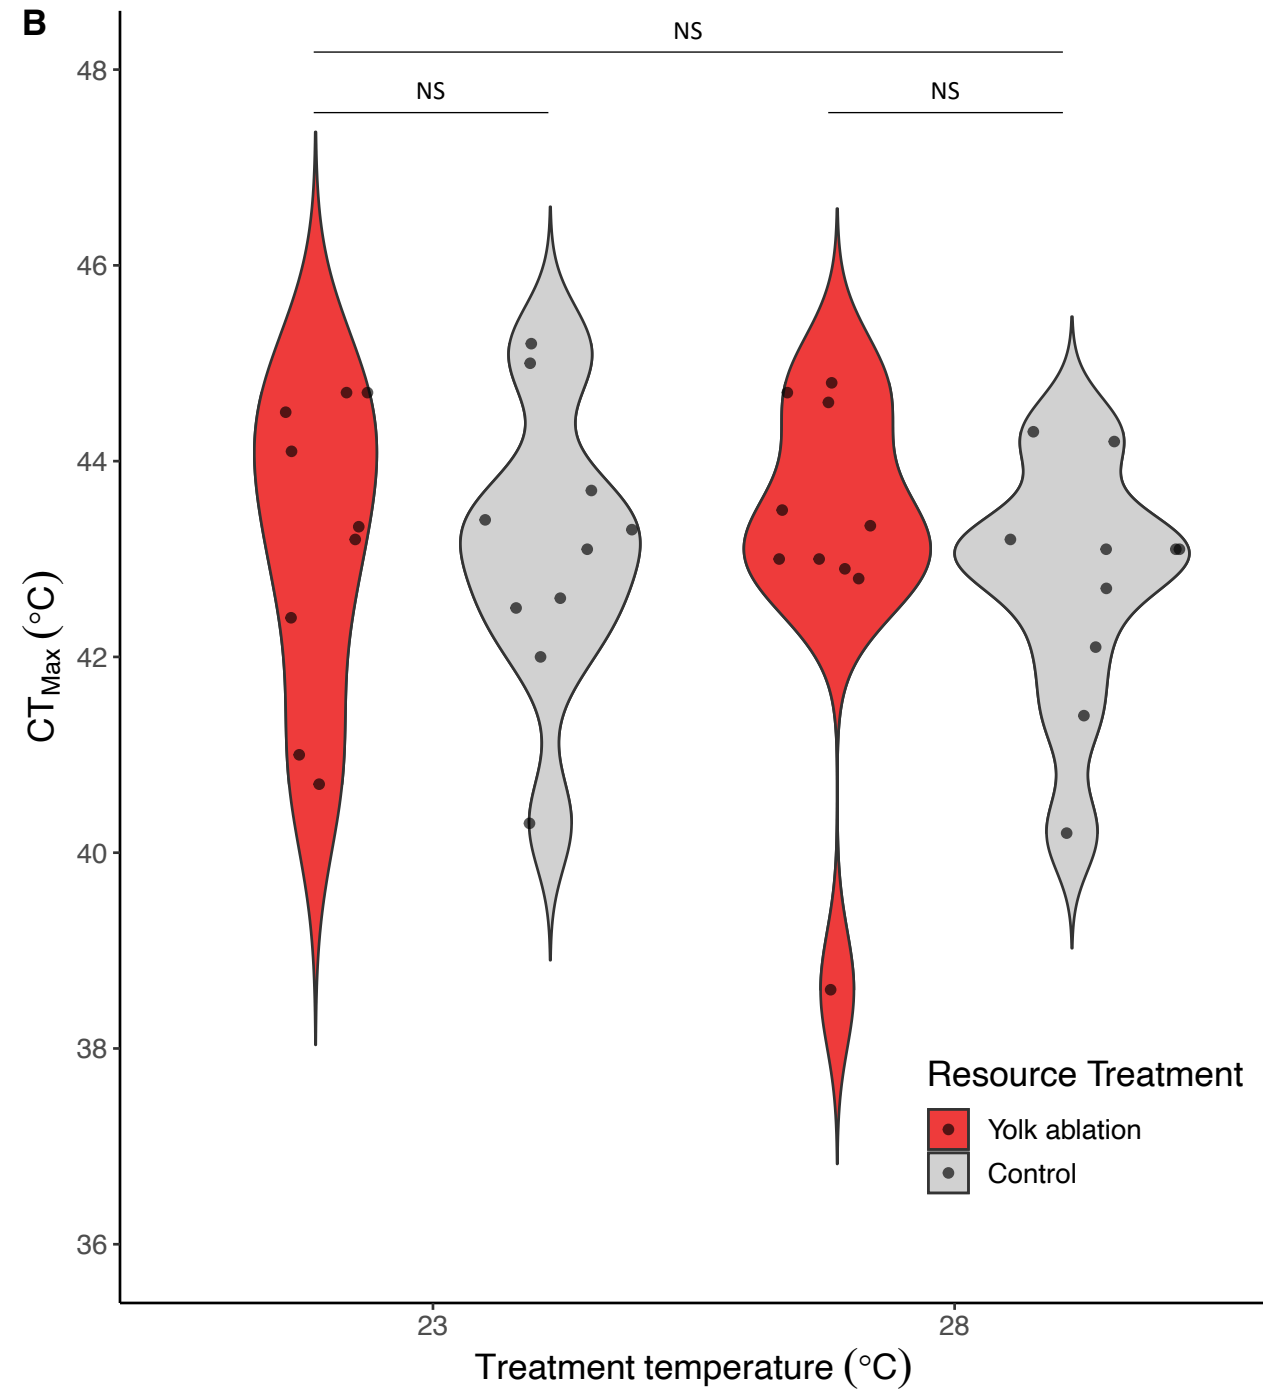 B
NS
NS
NS
48
46
44
42
40
38
36
CTMax (°C)
23
28
Treatment temperature (°C)
Resource Treatment
Yolk ablation
Control